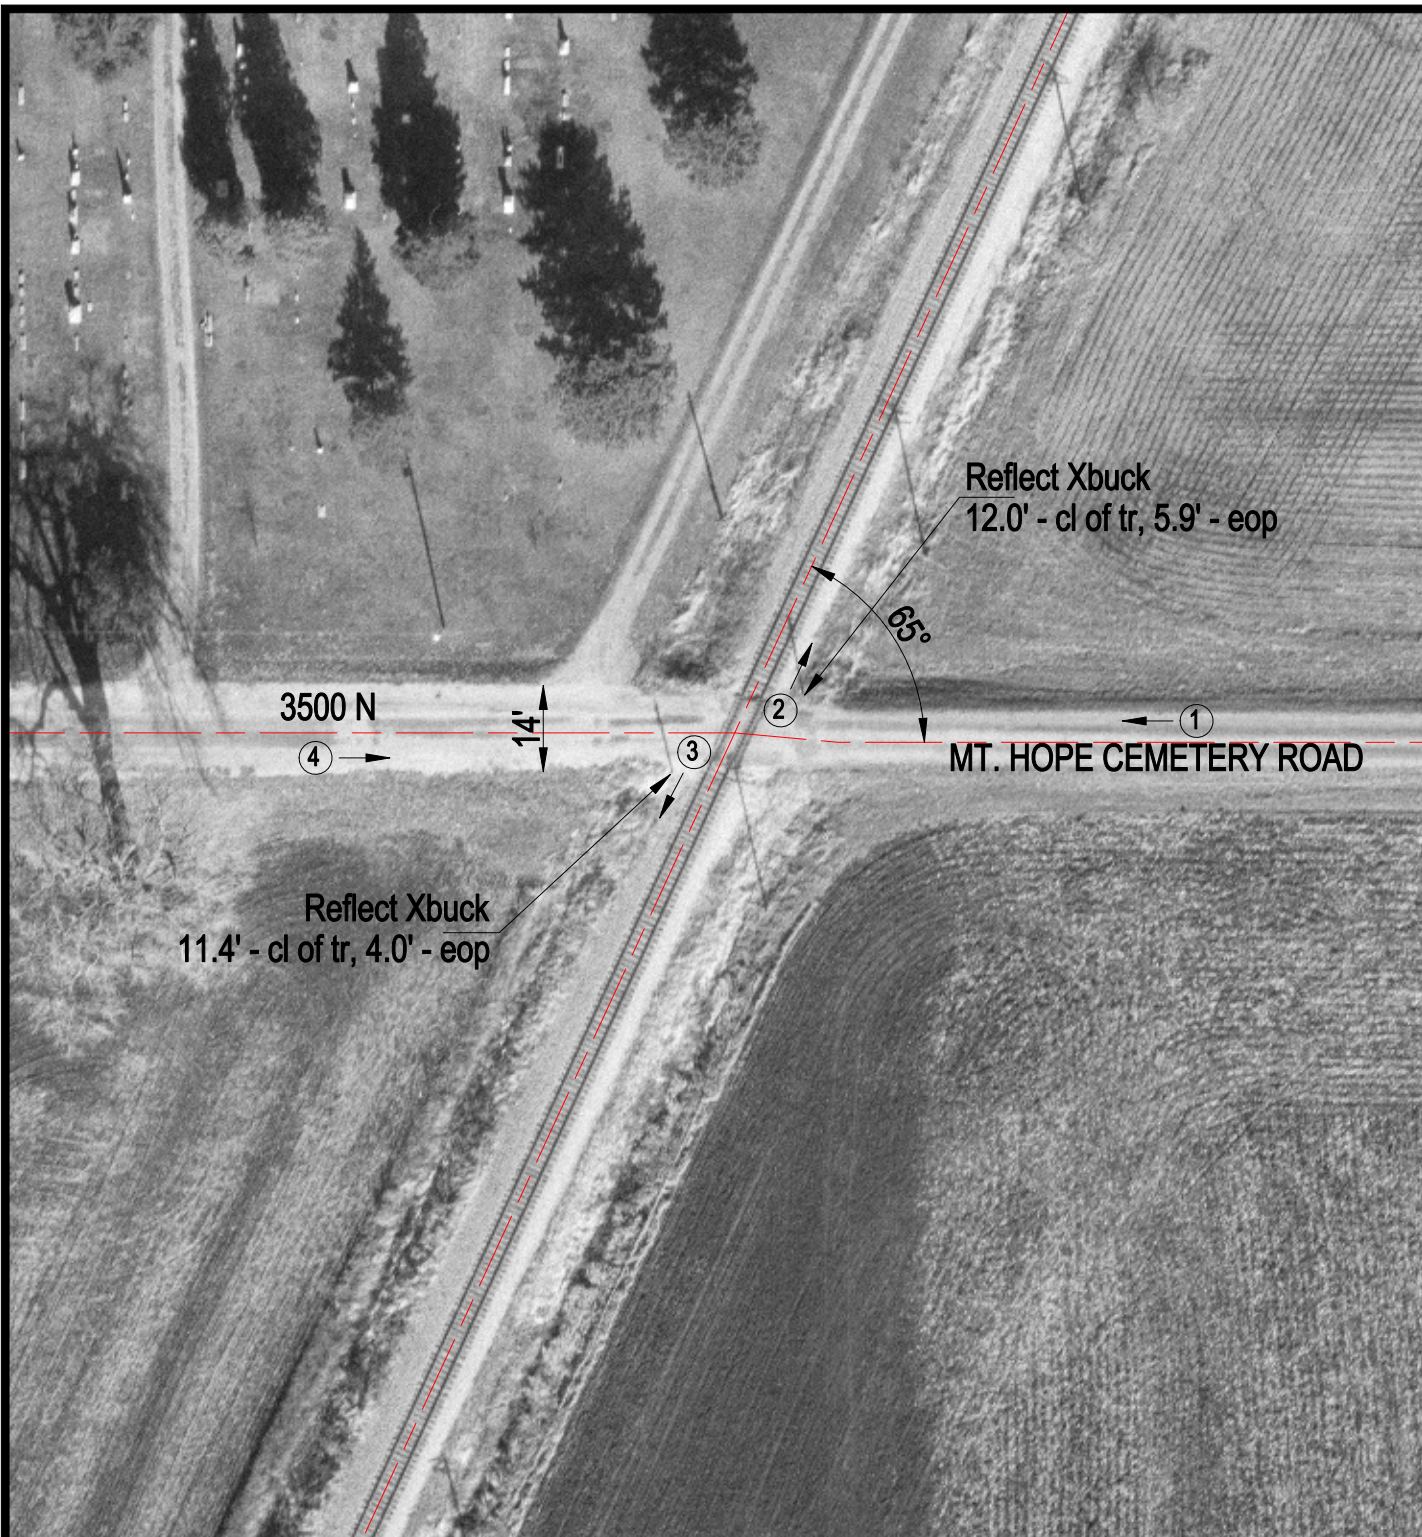 Reflect Xbuck
12.0' - cl of tr, 5.9' - eop
65°
2
3500 N
14'
1
3
4
MT. HOPE CEMETERY ROAD
Reflect Xbuck
11.4' - cl of tr, 4.0' - eop